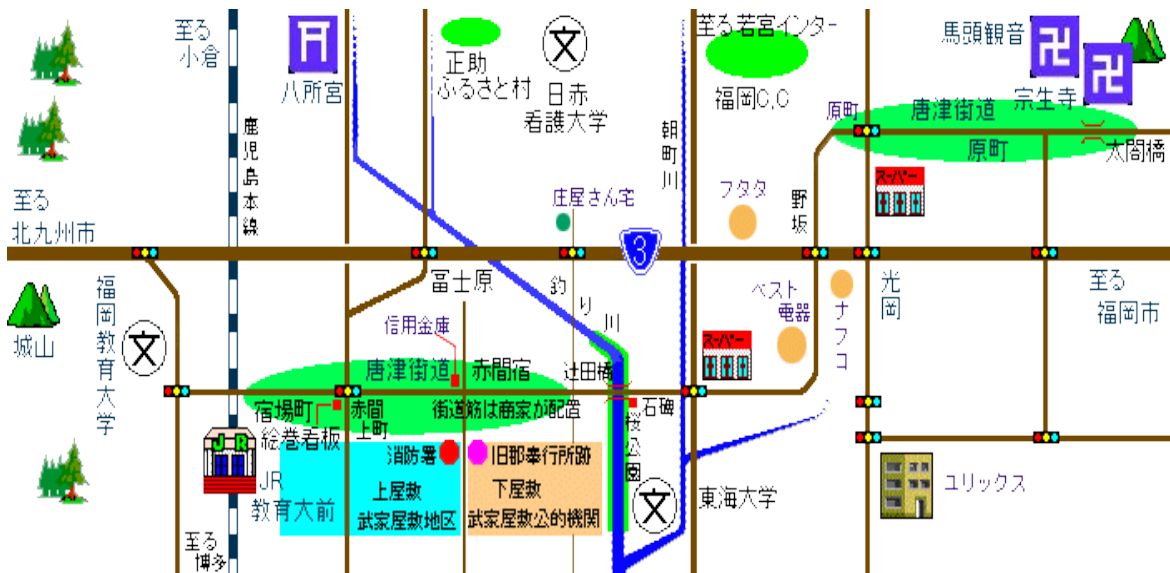 至る
小倉
八所宮
正助
ふるさと村
文
日赤
看護大学
至る若宮インター
福岡C,C
馬頭観音
宗生寺
原町
唐津街道
原町
太閤橋
鹿児島本線
朝町川
スーパー
至る
北九州市
庄屋さん宅
フタタ
野坂
3
福岡教育大学
冨士原
釣り川
ベスト
電器
ナフコ
光岡
至る
福岡市
城山
文
信用金庫
スーパー
唐津街道
赤間宿
辻田橋
宿場町
絵巻看板
赤間
上町
街道筋は商家が配置
石碑
桜公園
JR
JR
教育大前
消防署
旧郡奉行所跡
上屋敷
下屋敷
武家屋敷地区
武家屋敷公的機関
文
東海大学
ユリックス
至る
博多